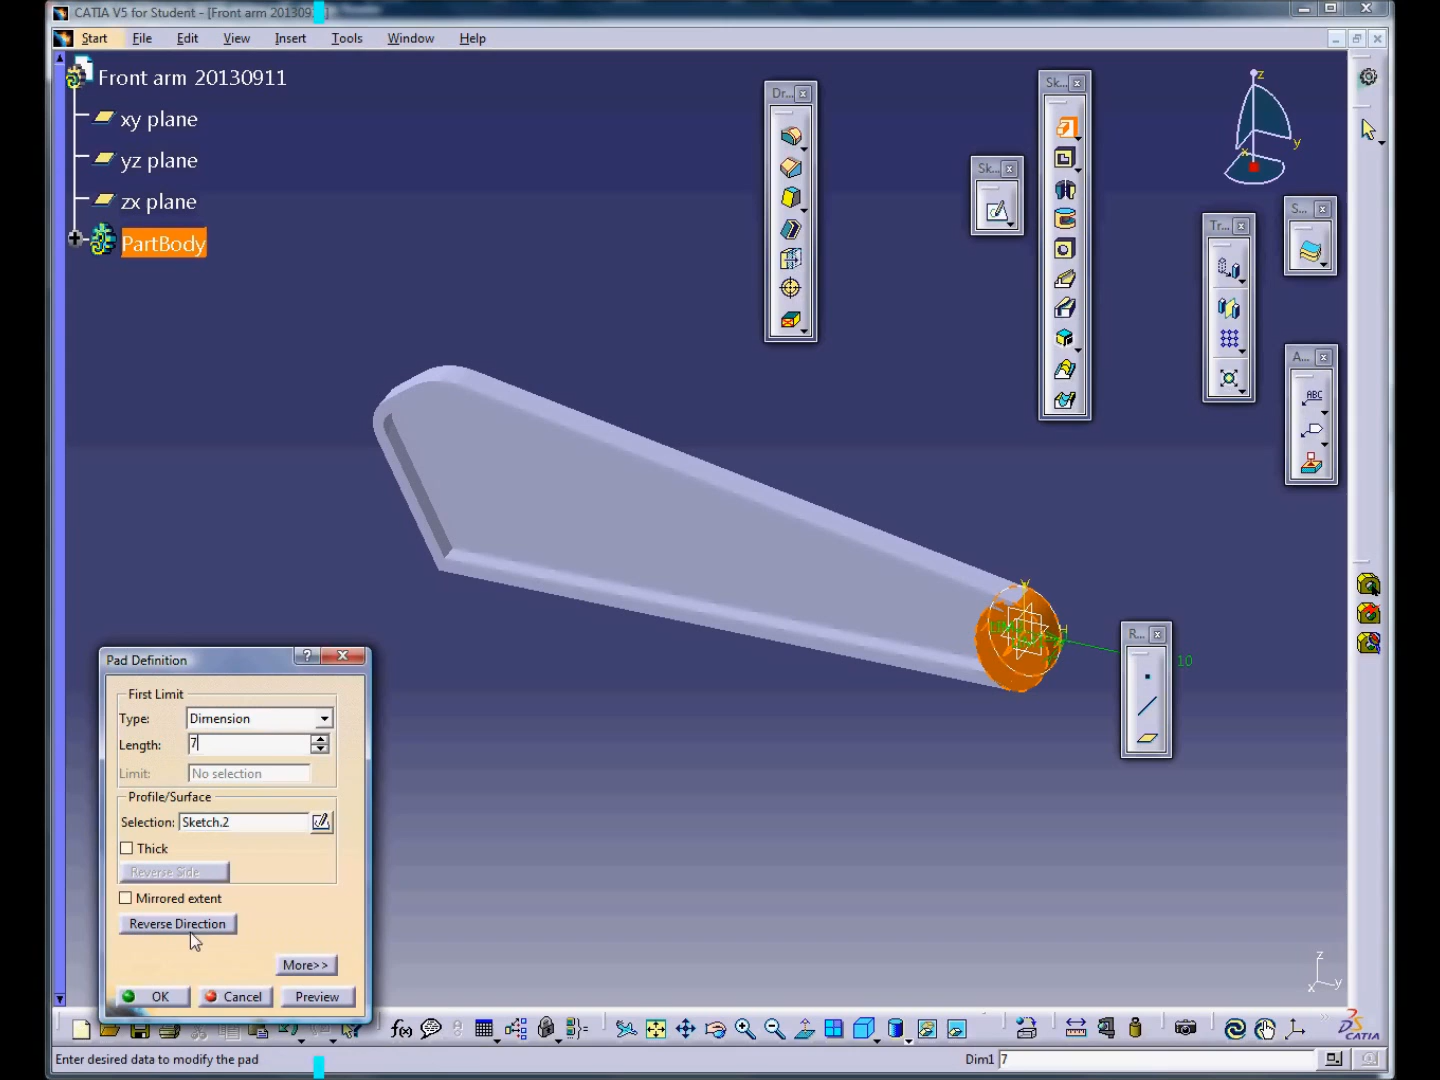 CATIA V5 for Student - [Front arm 201309
Start File Edit View Insert Tools Window Help
Front arm 20130911
xy plane
yz plane
zx plane
PartBody
Dr...
Sk...
Sk...
Tr...
S...
A...
R...
ABC
z
y
x
V
H
10
Pad Definition
First Limit
Type: Dimension
Length: 7
Limit: No selection
Profile/Surface
Selection: Sketch.2
Thick
Reverse Side
Mirrored extent
Reverse Direction
More>>
OK Cancel Preview
z
x y
f(x)
CATIA
Enter desired data to modify the pad
Dim1 7